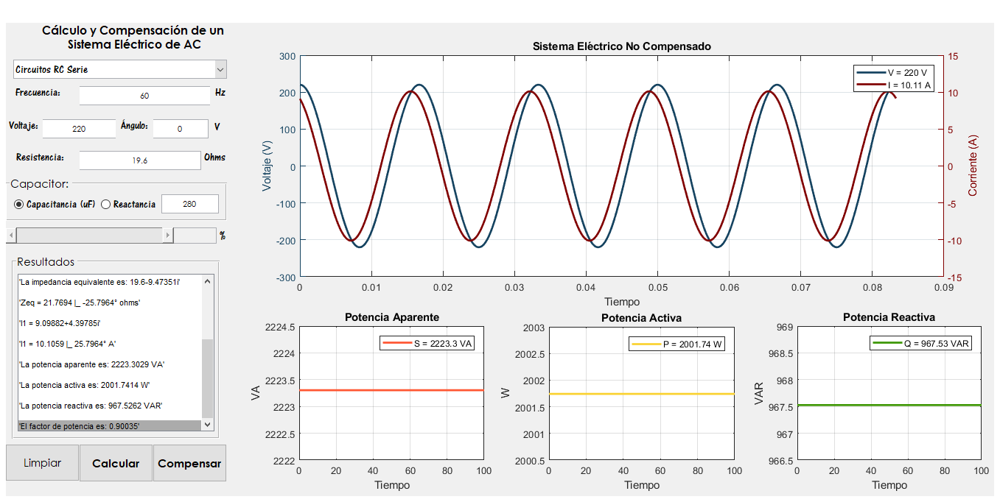 Cálculo y Compensación de un
Sistema Eléctrico de AC
Circuitos RC Serie
Frecuencia: 60 Hz
Voltaje: 220 Ángulo: 0 V
Resistencia: 19.6 Ohms
Capacitor:
Capacitancia (uF) Reactancia 280
%
Resultados
'La impedancia equivalente es: 19.6-9.47351i'
'Zeq = 21.7694 |_ -25.7964° ohms'
'I1 = 9.09882+4.39785i'
'I1 = 10.1059 |_ 25.7964° A'
'La potencia aparente es: 2223.3029 VA'
'La potencia activa es: 2001.7414 W'
'La potencia reactiva es: 967.5262 VAR'
'El factor de potencia es: 0.90035'
Limpiar Calcular Compensar
Sistema Eléctrico No Compensado
V = 220 V
I = 10.11 A
Voltaje (V)
300
200
100
0
-100
-200
-300
Corriente (A)
15
10
5
0
-5
-10
-15
0 0.01 0.02 0.03 0.04 0.05 0.06 0.07 0.08 0.09
Tiempo
Potencia Aparente
S = 2223.3 VA
VA
2224.5
2224
2223.5
2223
2222.5
2222
0 20 40 60 80 100
Tiempo
Potencia Activa
P = 2001.74 W
W
2003
2002.5
2002
2001.5
2001
2000.5
0 20 40 60 80 100
Tiempo
Potencia Reactiva
Q = 967.53 VAR
VAR
969
968.5
968
967.5
967
966.5
0 20 40 60 80 100
Tiempo